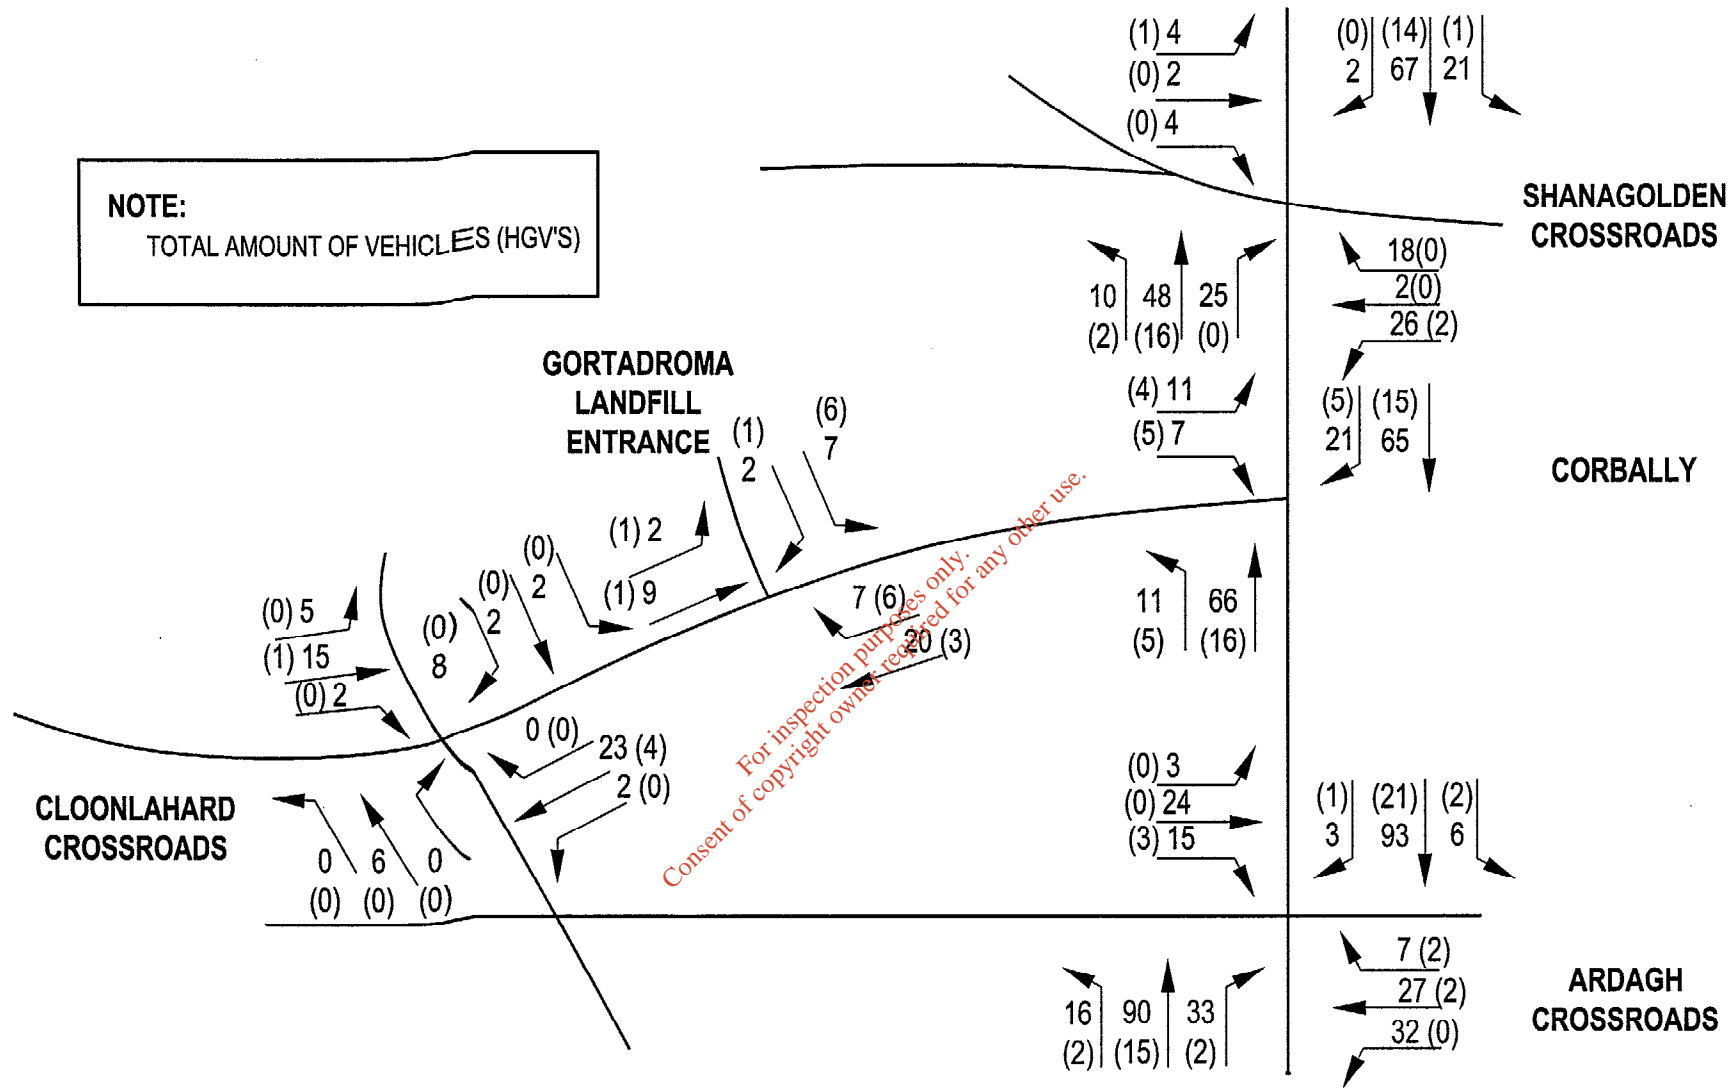 (1) 4
(0) 2
(0) 4
(0) (14) (1)
2 67 21
SHANAGOLDEN
CROSSROADS
NOTE:
TOTAL AMOUNT OF VEHICLES (HGV'S)
10 48 25
(2) (16) (0)
18(0)
2(0)
26 (2)
GORTADROMA
LANDFILL
ENTRANCE
(1)
2
(6)
7
(4) 11
(5) 7
(5) (15)
21 65
CORBALLY
(0) 5
(1) 15
(0) 2
(0)
8
(0)
2
(0)
2
(1) 2
(1) 9
7 (6)
20 (3)
11 66
(5) (16)
For inspection purposes only.
Consent of copyright owner required for any other use.
0 (0)
23 (4)
2 (0)
CLOONLAHARD
CROSSROADS
0 6 0
(0) (0) (0)
(0) 3
(0) 24
(3) 15
(1) (21) (2)
3 93 6
16 90 33
(2) (15) (2)
7 (2)
27 (2)
32 (0)
ARDAGH
CROSSROADS